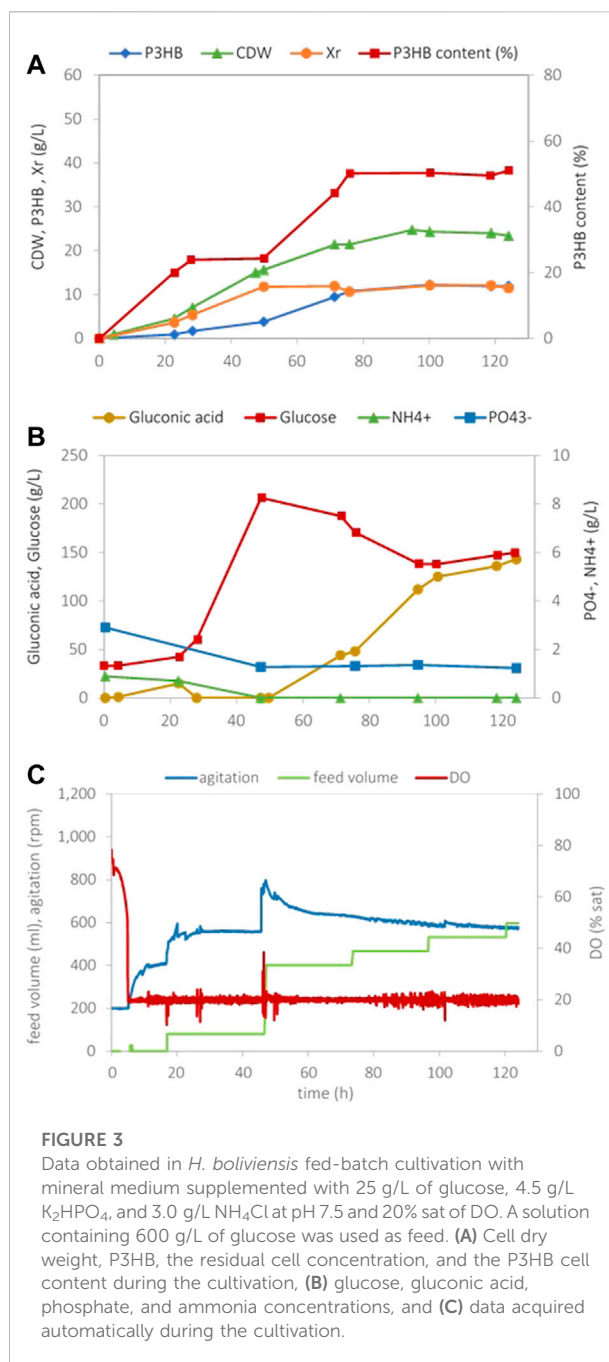 A
P3HB CDW Xr P3HB content (%)
60 80
50
60
40
30 40
20
20
10
0 0
0 20 40 60 80 100 120
CDW, P3HB , Xr (g/L)
P3HB content (%)
B
Gluconic acid Glucose NH4+ PO43-
250 10
200 8
150 6
100 4
50 2
0 0
0 20 40 60 80 100 120
Gluconic acid, Glucose (g/L)
PO4-, NH4+ (g/L)
C
agitation feed volume DO
1,200 100
1,000
80
800
60
600
40
400
200 20
0 0
0 20 40 60 80 100 120
time (h)
feed volume (ml), agitation (rpm)
DO (% sat)
FIGURE 3
Data obtained in H. boliviensis fed-batch cultivation with
mineral medium supplemented with 25 g/L of glucose, 4.5 g/L
K₂HPO₄, and 3.0 g/L NH₄Cl at pH 7.5 and 20% sat of DO. A solution
containing 600 g/L of glucose was used as feed. (A) Cell dry
weight, P3HB, the residual cell concentration, and the P3HB cell
content during the cultivation, (B) glucose, gluconic acid,
phosphate, and ammonia concentrations, and (C) data acquired
automatically during the cultivation.